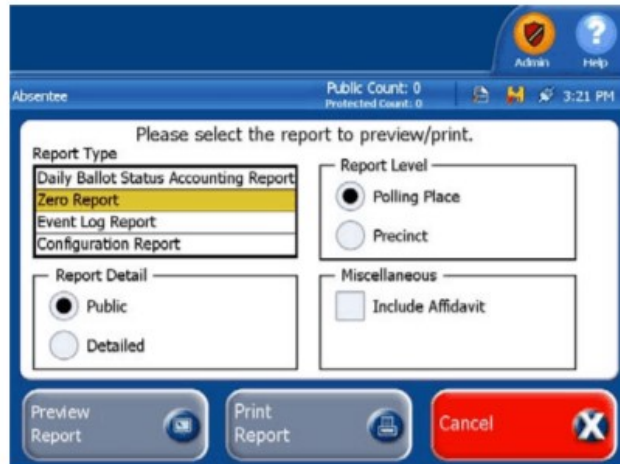 Admin
Help
Absentee
Public Count: 0
Protected Count: 0
3:21 PM
Please select the report to preview/print.
Report Type
Daily Ballot Status Accounting Report
Zero Report
Event Log Report
Configuration Report
Report Level
Polling Place
Precinct
Report Detail
Public
Detailed
Miscellaneous
Include Affidavit
Preview
Report
Print
Report
Cancel